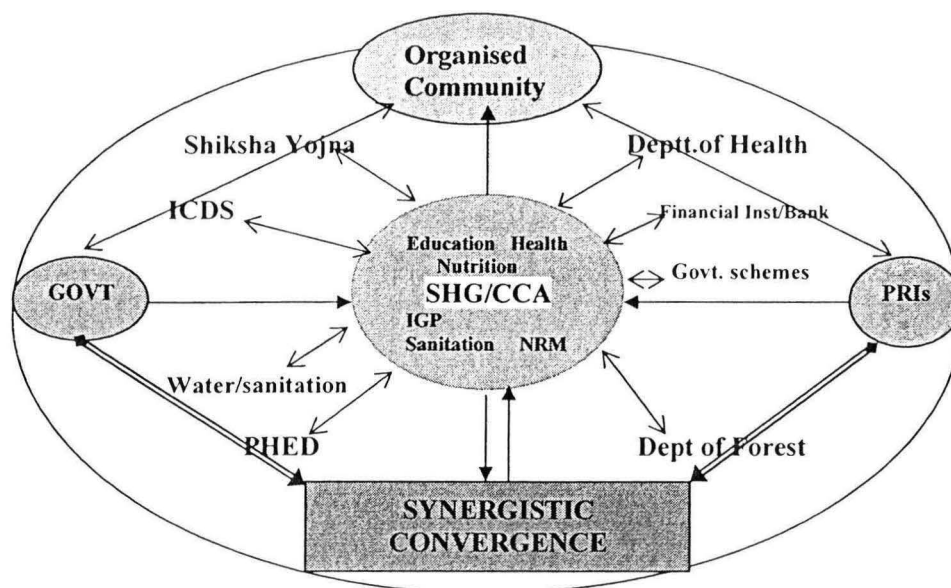 Organised
Community
Shiksha Yojna
Deptt.of Health
ICDS
Financial Inst/Bank
Education Health
Nutrition
Govt. schemes
GOVT
SHG/CCA
PRIs
IGP
Sanitation NRM
Water/sanitation
PHED
Dept of Forest
SYNERGISTIC
CONVERGENCE